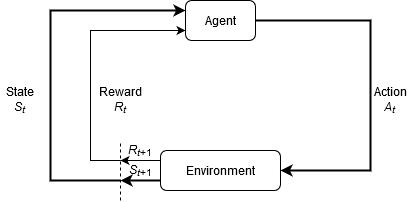 Agent
State
Sₜ
Reward
Rₜ
Action
Aₜ
Rₜ₊₁
Sₜ₊₁
Environment